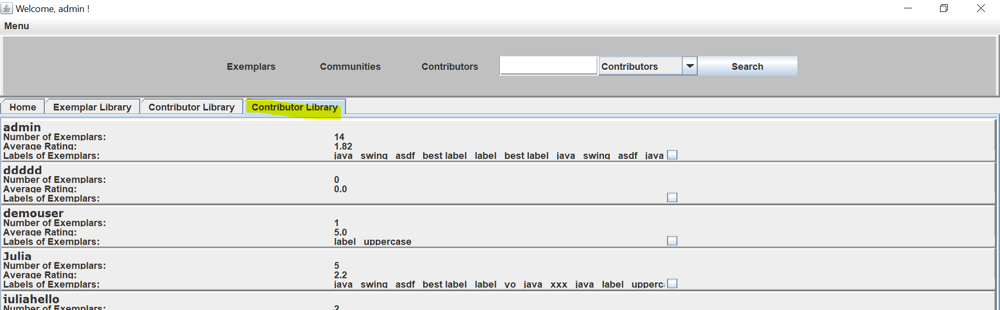 Welcome, admin !
Menu
Exemplars Communities Contributors Contributors Search
Home Exemplar Library Contributor Library Contributor Library
admin
Number of Exemplars: 14
Average Rating: 1.82
Labels of Exemplars: java swing asdf best label label best label java swing asdf java
ddddd
Number of Exemplars: 0
Average Rating: 0.0
Labels of Exemplars:
demouser
Number of Exemplars: 1
Average Rating: 5.0
Labels of Exemplars: label uppercase
Julia
Number of Exemplars: 5
Average Rating: 2.2
Labels of Exemplars: java swing asdf best label label yo java xxx java label upperc
juliahello
Number of Exemplars: 2